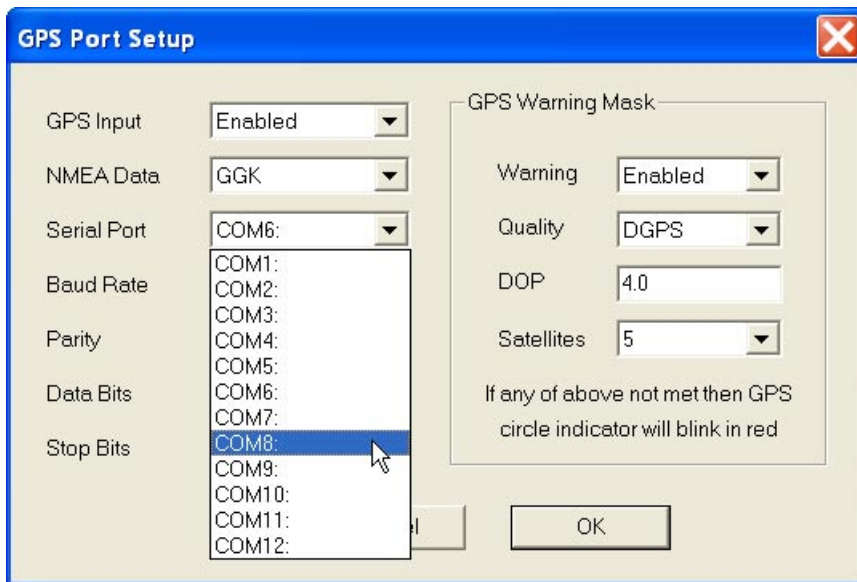 GPS Port Setup
GPS Input
Enabled
NMEA Data
GGK
Serial Port
COM6:
COM1:
COM2:
COM3:
COM4:
COM5:
COM6:
COM7:
COM8:
COM9:
COM10:
COM11:
COM12:
Baud Rate
Parity
Data Bits
Stop Bits
GPS Warning Mask
Warning
Enabled
Quality
DGPS
DOP
4.0
Satellites
5
If any of above not met then GPS
circle indicator will blink in red
OK